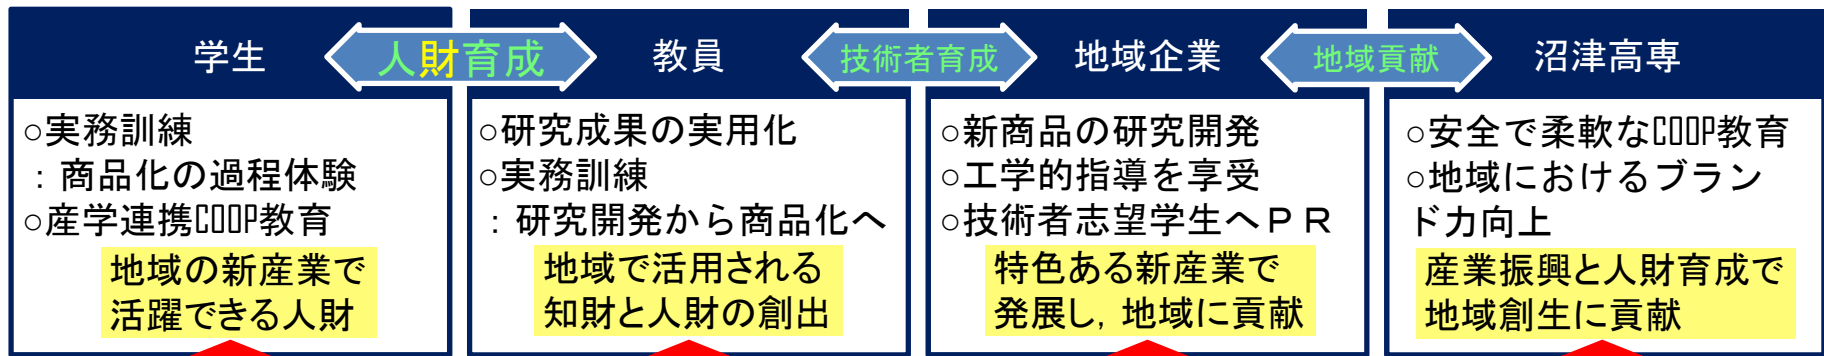 学生
人財育成
教員
技術者育成
地域企業
地域貢献
沼津高専
○実務訓練
：商品化の過程体験
○産学連携COOP教育
地域の新産業で
活躍できる人財
○研究成果の実用化
○実務訓練
：研究開発から商品化へ
地域で活用される
知財と人財の創出
○新商品の研究開発
○工学的指導を享受
○技術者志望学生へＰＲ
特色ある新産業で
発展し，地域に貢献
○安全で柔軟なCOOP教育
○地域におけるブラン
ド力向上
産業振興と人財育成で
地域創生に貢献